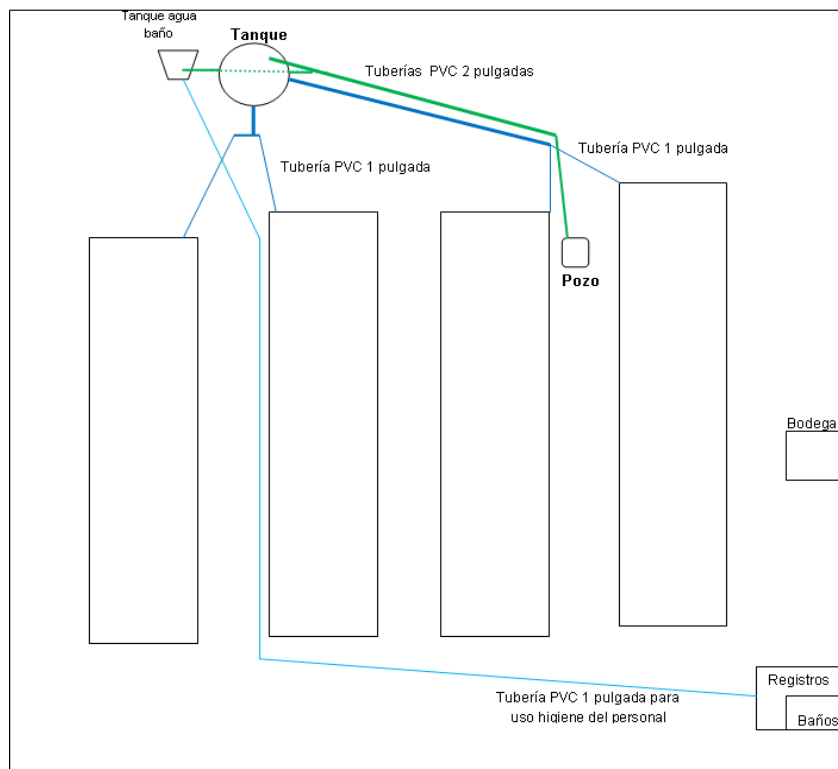 Tanque agua
baño
Tanque
Tuberías PVC 2 pulgadas
Tubería PVC 1 pulgada
Tubería PVC 1 pulgada
Pozo
Bodega
Registros
Tubería PVC 1 pulgada para
uso higiene del personal
Baños